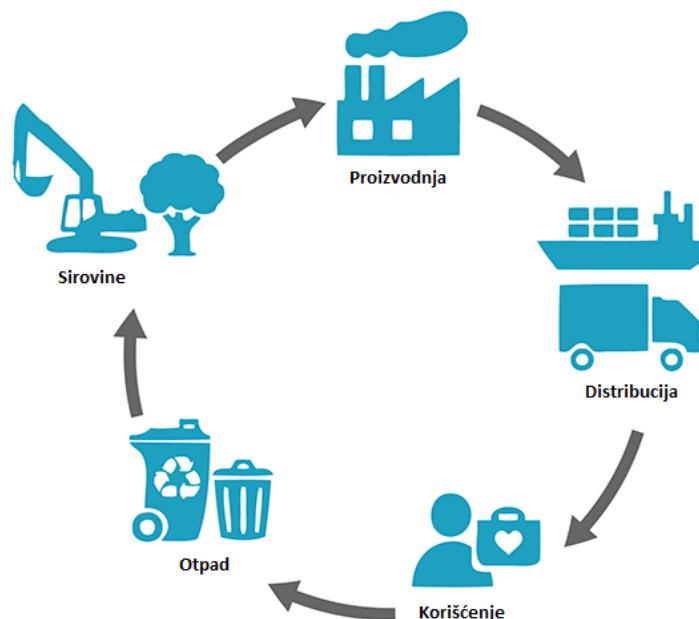 Proizvodnja
Sirovine
Distribucija
Otpad
Korišćenje